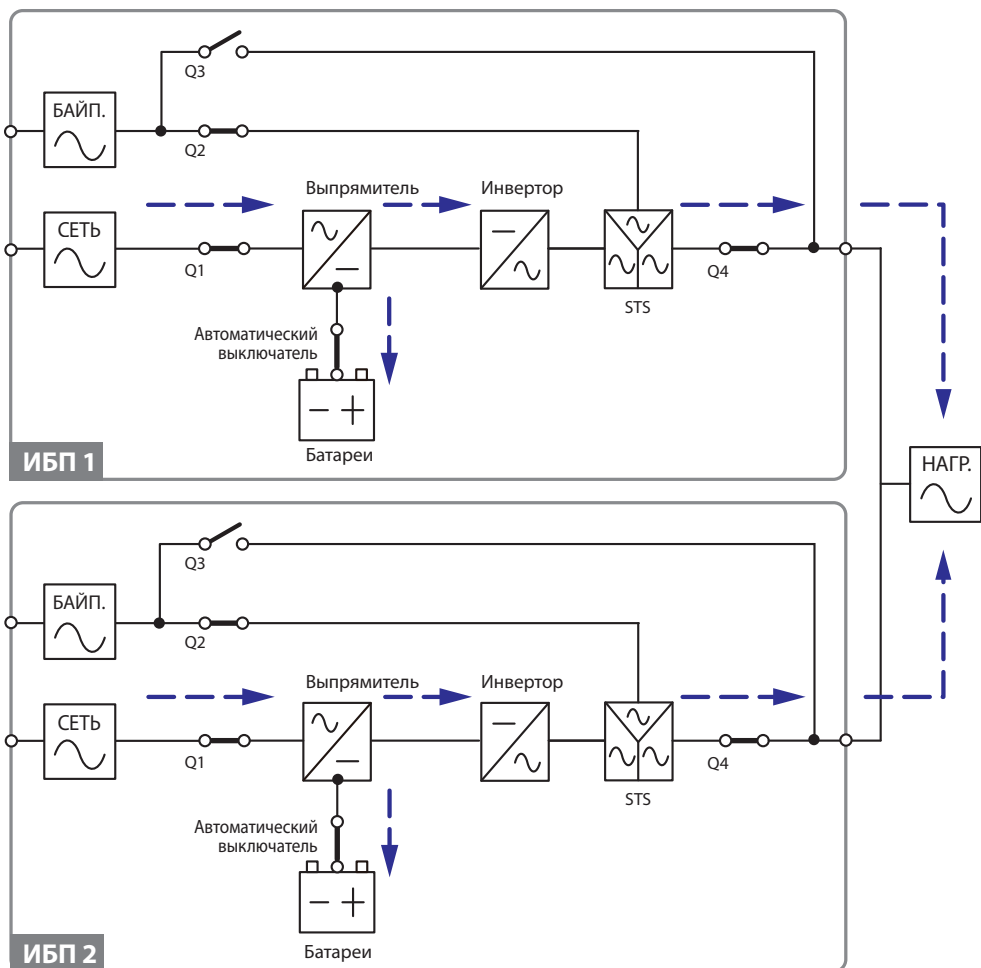 Q3
БАЙП.
Q2
Выпрямитель
Инвертор
СЕТЬ
Q1
Q4
STS
Автоматический
выключатель
Батареи
ИБП 1
НАГР.
Q3
БАЙП.
Q2
Выпрямитель
Инвертор
СЕТЬ
Q1
Q4
STS
Автоматический
выключатель
Батареи
ИБП 2